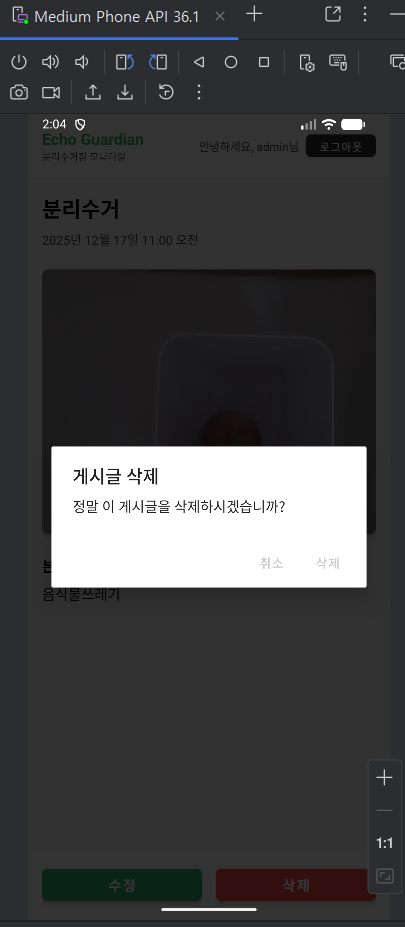 Medium Phone API 36.1
2:04
Echo Guardian
분리수거장 모니터링
안녕하세요, admin님
로그아웃
분리수거
2025년 12월 17일 11:00 오전
게시글 삭제
정말 이 게시글을 삭제하시겠습니까?
취소
삭제
음식물쓰레기
1:1
수정
삭제